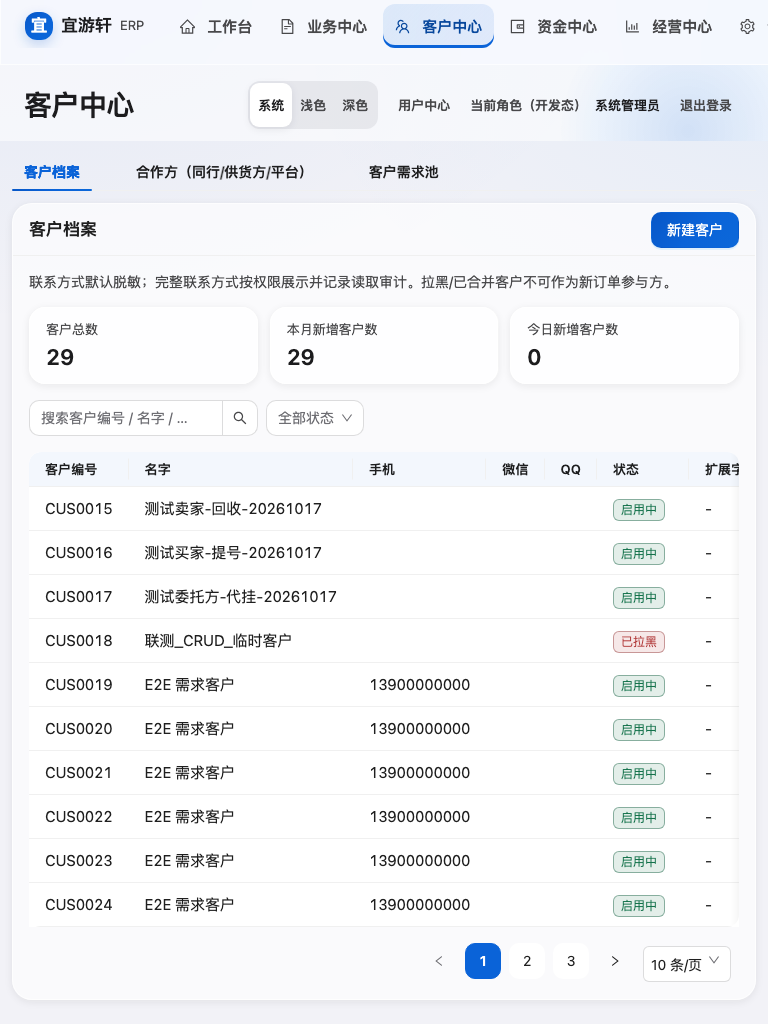 宜 宜游轩 ERP 工作台 业务中心 客户中心 资金中心 经营中心
客户中心 系统 浅色 深色 用户中心 当前角色（开发态） 系统管理员 退出登录
客户档案 合作方（同行/供货方/平台） 客户需求池
客户档案 新建客户
联系方式默认脱敏；完整联系方式按权限展示并记录读取审计。拉黑/已合并客户不可作为新订单参与方。
客户总数 本月新增客户数 今日新增客户数
29 29 0
搜索客户编号 / 名字 / ... 全部状态
客户编号 名字 手机 微信 QQ 状态 扩展字
CUS0015 测试卖家-回收-20261017 启用中 -
CUS0016 测试买家-提号-20261017 启用中 -
CUS0017 测试委托方-代挂-20261017 启用中 -
CUS0018 联测_CRUD_临时客户 已拉黑 -
CUS0019 E2E 需求客户 13900000000 启用中 -
CUS0020 E2E 需求客户 13900000000 启用中 -
CUS0021 E2E 需求客户 13900000000 启用中 -
CUS0022 E2E 需求客户 13900000000 启用中 -
CUS0023 E2E 需求客户 13900000000 启用中 -
CUS0024 E2E 需求客户 13900000000 启用中 -
< 1 2 3 > 10 条/页